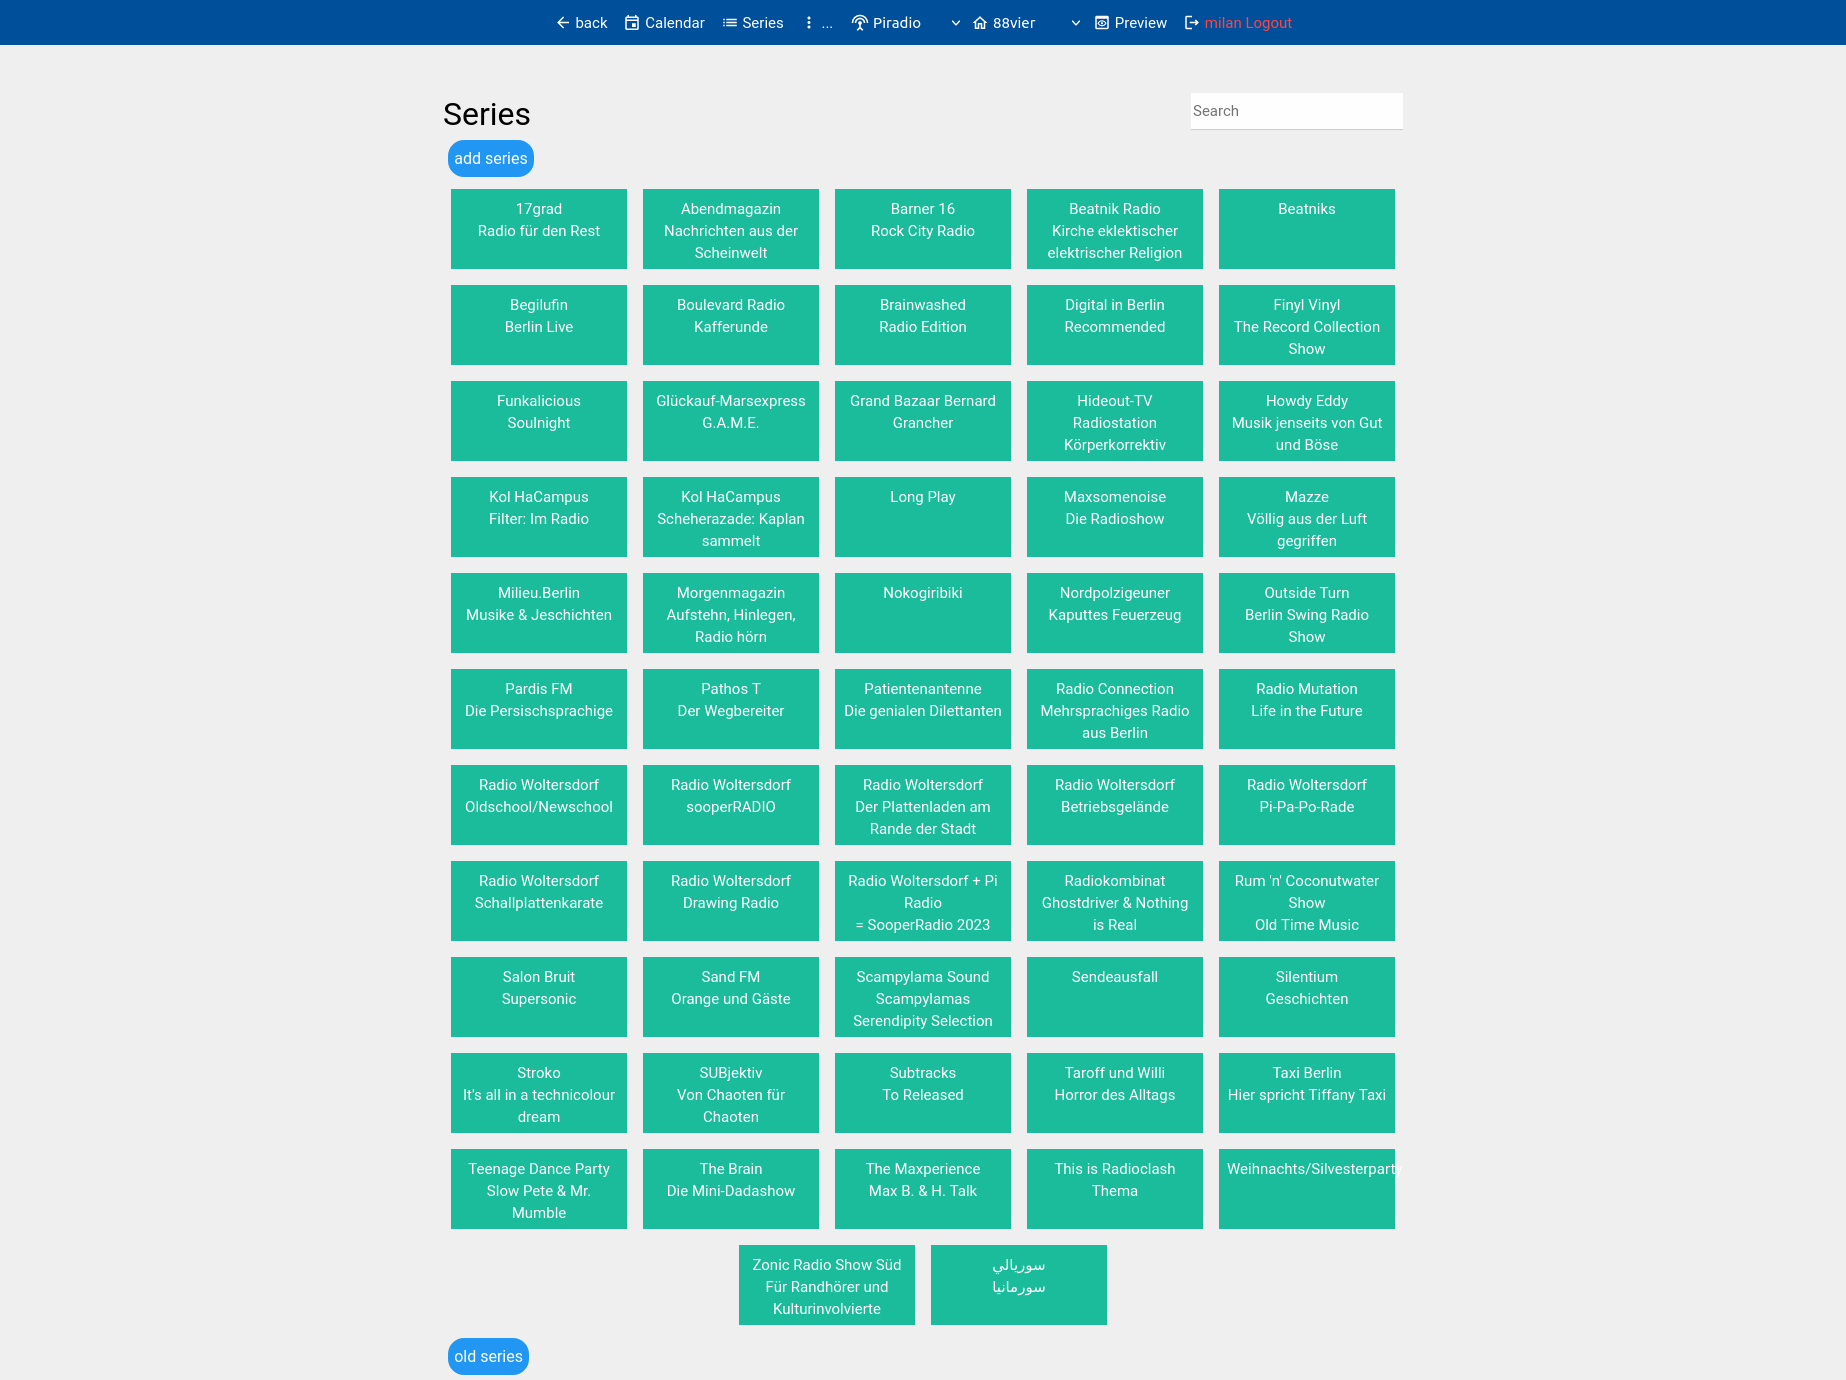 back Calendar Series ... Piradio 88vier Preview milan Logout
Series
Search
add series
17grad
Radio für den Rest
Abendmagazin
Nachrichten aus der
Scheinwelt
Barner 16
Rock City Radio
Beatnik Radio
Kirche eklektischer
elektrischer Religion
Beatniks
Begilufin
Berlin Live
Boulevard Radio
Kafferunde
Brainwashed
Radio Edition
Digital in Berlin
Recommended
Finyl Vinyl
The Record Collection
Show
Funkalicious
Soulnight
Glückauf-Marsexpress
G.A.M.E.
Grand Bazaar Bernard
Grancher
Hideout-TV
Radiostation
Körperkorrektiv
Howdy Eddy
Musik jenseits von Gut
und Böse
Kol HaCampus
Filter: Im Radio
Kol HaCampus
Scheherazade: Kaplan
sammelt
Long Play
Maxsomenoise
Die Radioshow
Mazze
Völlig aus der Luft
gegriffen
Milieu.Berlin
Musike & Jeschichten
Morgenmagazin
Aufstehn, Hinlegen,
Radio hörn
Nokogiribiki
Nordpolzigeuner
Kaputtes Feuerzeug
Outside Turn
Berlin Swing Radio
Show
Pardis FM
Die Persischsprachige
Pathos T
Der Wegbereiter
Patientenantenne
Die genialen Dilettanten
Radio Connection
Mehrsprachiges Radio
aus Berlin
Radio Mutation
Life in the Future
Radio Woltersdorf
Oldschool/Newschool
Radio Woltersdorf
sooperRADIO
Radio Woltersdorf
Der Plattenladen am
Rande der Stadt
Radio Woltersdorf
Betriebsgelände
Radio Woltersdorf
Pi-Pa-Po-Rade
Radio Woltersdorf
Schallplattenkarate
Radio Woltersdorf
Drawing Radio
Radio Woltersdorf + Pi
Radio
= SooperRadio 2023
Radiokombinat
Ghostdriver & Nothing
is Real
Rum 'n' Coconutwater
Show
Old Time Music
Salon Bruit
Supersonic
Sand FM
Orange und Gäste
Scampylama Sound
Scampylamas
Serendipity Selection
Sendeausfall
Silentium
Geschichten
Stroko
It's all in a technicolour
dream
SUBjektiv
Von Chaoten für
Chaoten
Subtracks
To Released
Taroff und Willi
Horror des Alltags
Taxi Berlin
Hier spricht Tiffany Taxi
Teenage Dance Party
Slow Pete & Mr.
Mumble
The Brain
Die Mini-Dadashow
The Maxperience
Max B. & H. Talk
This is Radioclash
Thema
Weihnachts/Silvesterparty
Zonic Radio Show Süd
Für Randhörer und
Kulturinvolvierte
سوريالي
سورمانيا
old series